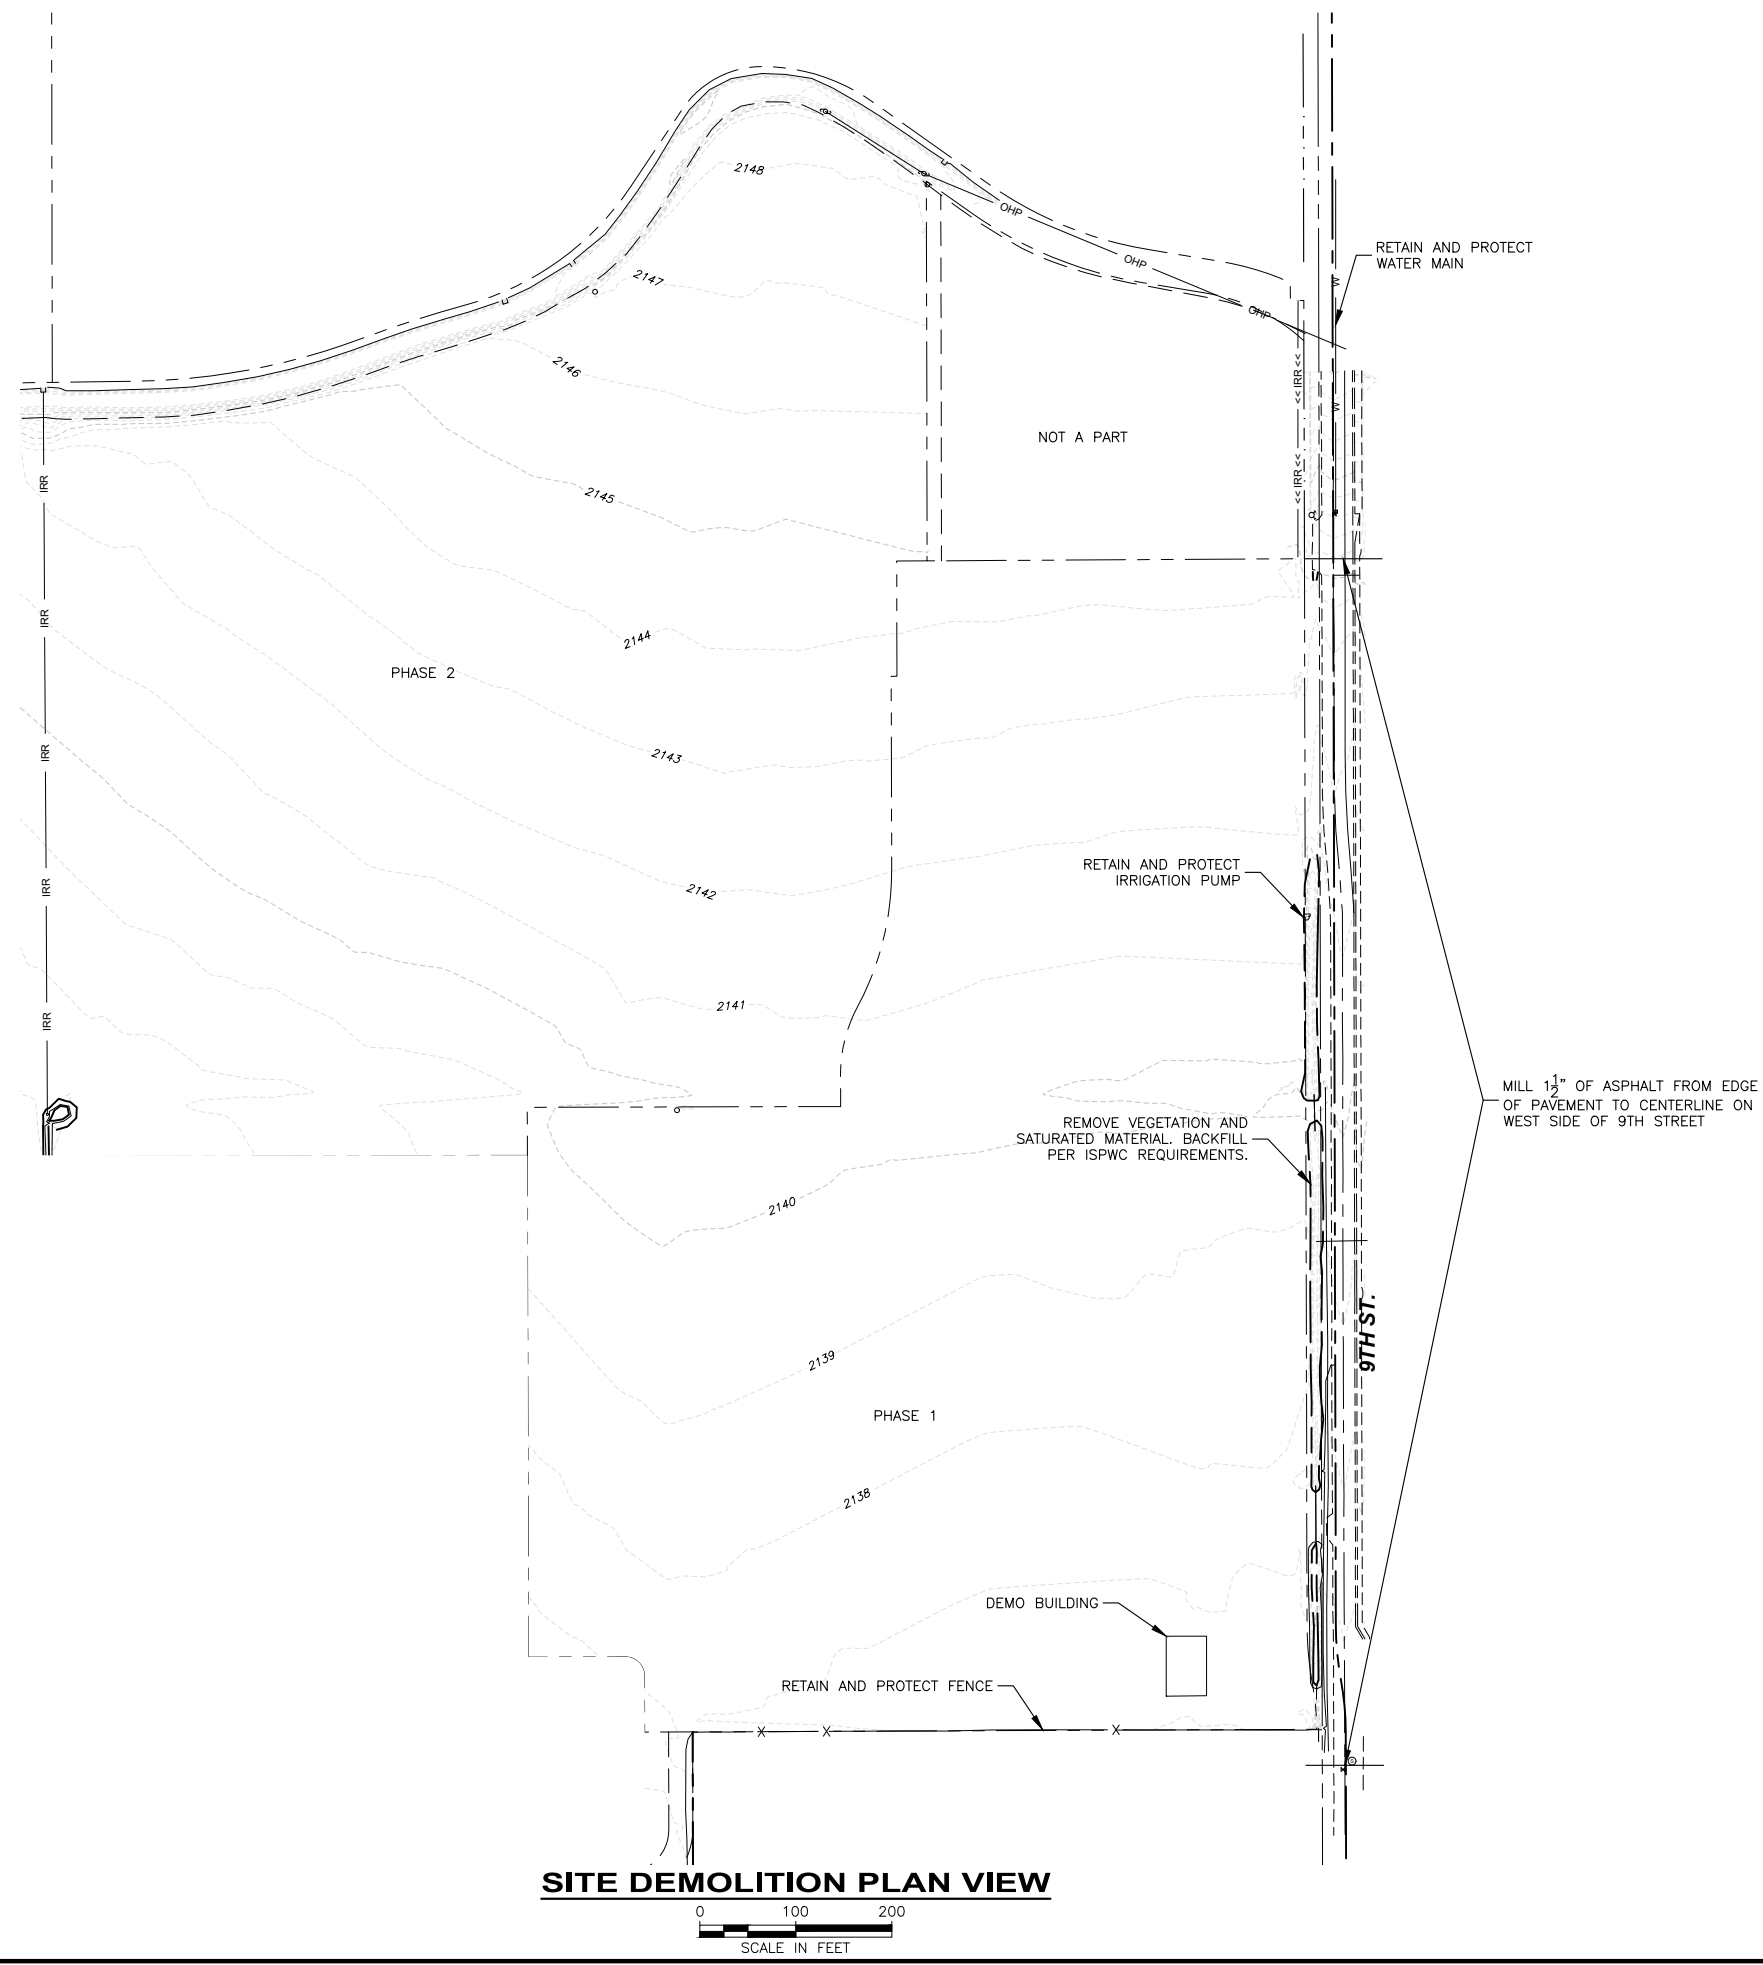 2148
OHP
OHP
OHP
RETAIN AND PROTECT
WATER MAIN
W
2147
2146
<< IRR <<
W
NOT A PART
<< IRR <<
IRR
2145
IRR
2144
PHASE 2
IRR
2143
RETAIN AND PROTECT
IRRIGATION PUMP
IRR
2142
IRR
2141
MILL 1½" OF ASPHALT FROM EDGE
OF PAVEMENT TO CENTERLINE ON
WEST SIDE OF 9TH STREET
REMOVE VEGETATION AND
SATURATED MATERIAL. BACKFILL
PER ISPWC REQUIREMENTS.
2140
9TH ST.
2139
PHASE 1
2138
DEMO BUILDING
RETAIN AND PROTECT FENCE
X X X
S
SITE DEMOLITION PLAN VIEW
0 100 200
SCALE IN FEET